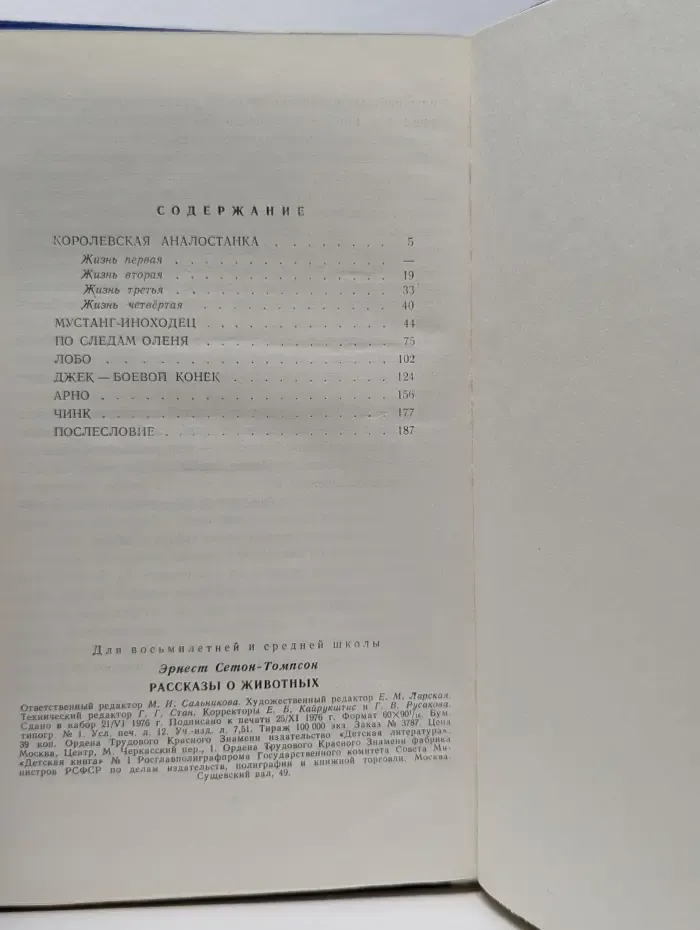 СОДЕРЖАНИЕ
КОРОЛЕВСКАЯ АНАЛОСТАНКА . . . . . . . . 5
Жизнь первая . . . . . . . . . . . . . —
Жизнь вторая . . . . . . . . . . . . . 19
Жизнь третья . . . . . . . . . . . . . 33
Жизнь четвёртая . . . . . . . . . . . 40
МУСТАНГ-ИНОХОДЕЦ . . . . . . . . . . . 44
ПО СЛЕДАМ ОЛЕНЯ . . . . . . . . . . . 75
ЛОБО . . . . . . . . . . . . . . . . 102
ДЖЕК — БОЕВОЙ КОНЕК . . . . . . . . . . 124
АРНО . . . . . . . . . . . . . . . . 156
ЧИНК . . . . . . . . . . . . . . . . 177
ПОСЛЕСЛОВИЕ . . . . . . . . . . . . . 187
Для восьмилетней и средней школы
Эрнест Сетон-Томпсон
РАССКАЗЫ О ЖИВОТНЫХ
Ответственный редактор М. И. Сальникова. Художественный редактор Е. М. Ларская.
Технический редактор Г. Г. Стан. Корректоры Е. Б. Кайрукштис и Г. В. Русакова.
Сдано в набор 21/VI 1976 г. Подписано к печати 25/XI 1976 г. Формат 60×90¹/₁₆. Бум.
типогр № 1. Усл. печ. л. 12. Уч.-изд. л. 7,51. Тираж 100 000 экз. Заказ № 3787. Цена
39 коп. Ордена Трудового Красного Знамени издательство «Детская литература».
Москва, Центр, М. Черкасский пер., 1. Ордена Трудового Красного Знамени фабрика
«Детская книга» № 1 Росглавполиграфпрома Государственного комитета Совета Ми-
нистров РСФСР по делам издательств, полиграфии и книжной торговли. Москва.
Сущевский вал, 49.